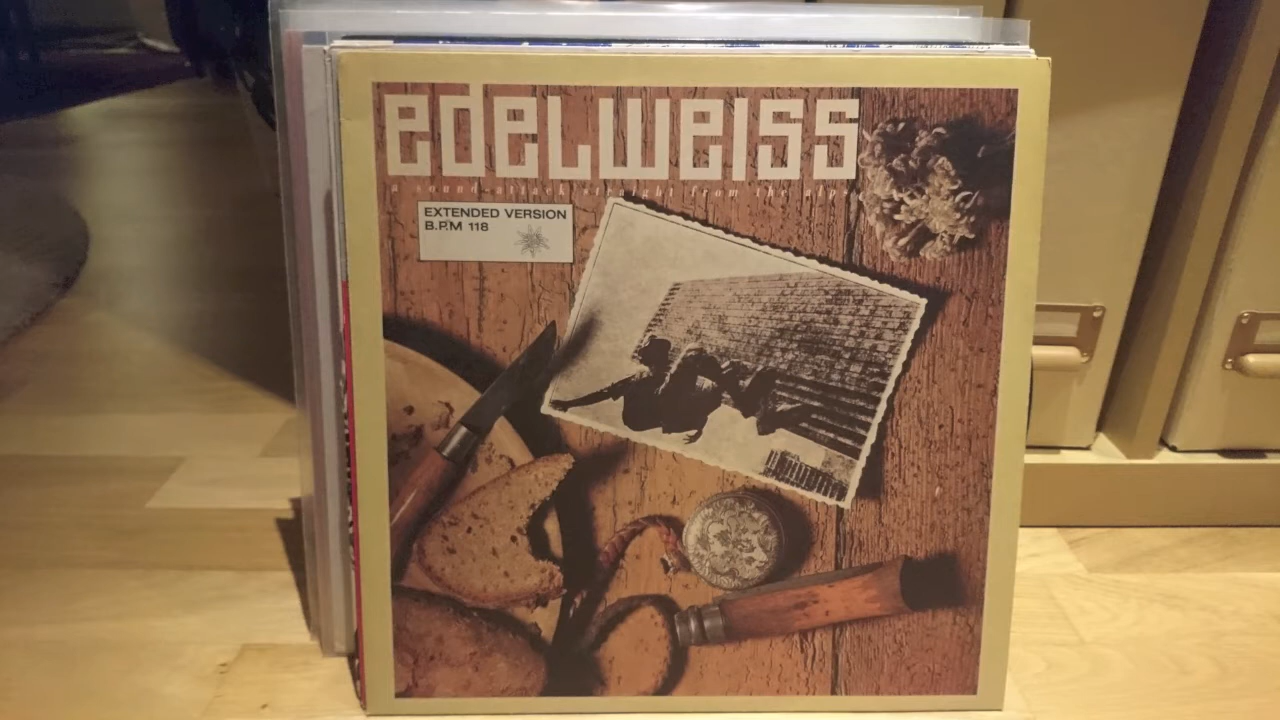 edelweiss
a sound-attack straight from the alps
EXTENDED VERSION
B.P.M 118